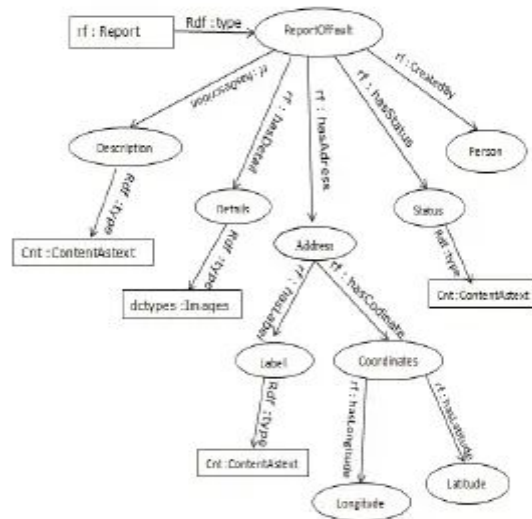 rf : Report
Rdf : type
ReportOffault
rf : hasDescrition
rf : hasDetail
rf : hasAdress
rf : hasStatus
rf : CreatedBy
Description
Details
Address
Status
Person
Rdf : type
Rdf : type
Rdf : type
Cnt : ContentAstext
dctypes : Images
Cnt : ContentAstext
rf : hasLabel
rf : hasCodinate
Label
Coordinates
Rdf : type
rf : hasLongitude
rf : hasLatitude
Cnt : ContentAstext
Longitude
Latitude